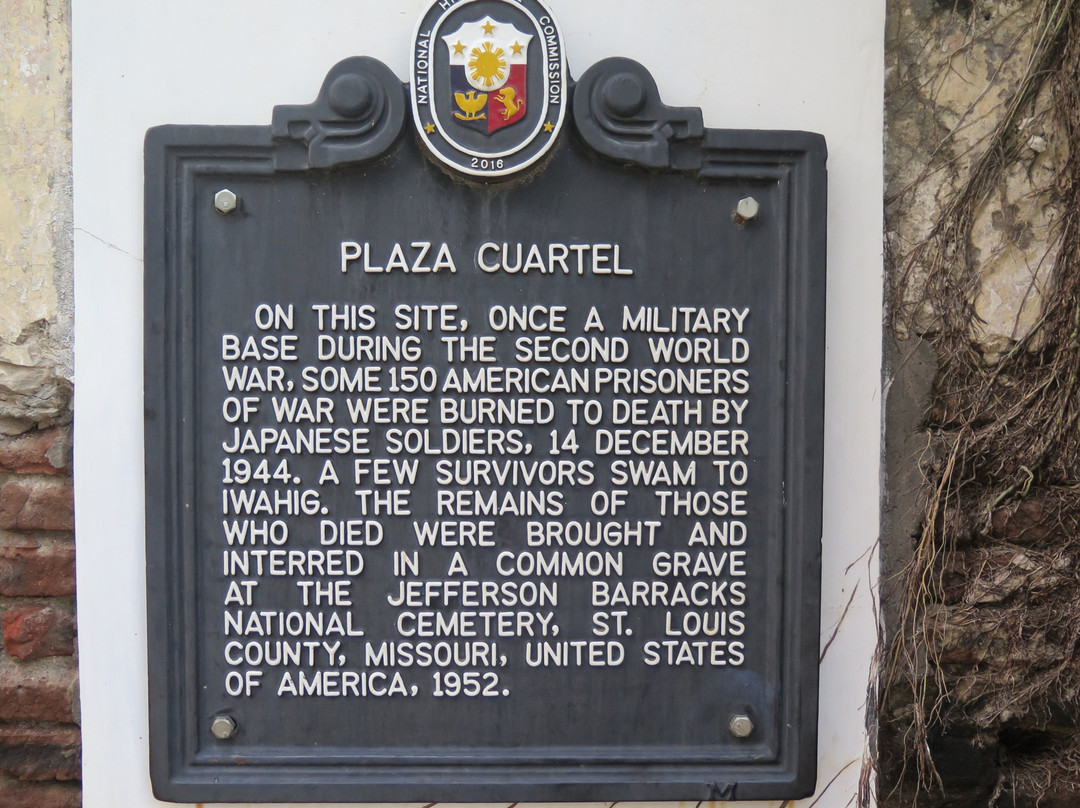 NATIONAL COMMISSION
2016
PLAZA CUARTEL
ON THIS SITE, ONCE A MILITARY
BASE DURING THE SECOND WORLD
WAR, SOME 150 AMERICAN PRISONERS
OF WAR WERE BURNED TO DEATH BY
JAPANESE SOLDIERS, 14 DECEMBER
1944. A FEW SURVIVORS SWAM TO
IWAHIG. THE REMAINS OF THOSE
WHO DIED WERE BROUGHT AND
INTERRED IN A COMMON GRAVE
AT THE JEFFERSON BARRACKS
NATIONAL CEMETERY, ST. LOUIS
COUNTY, MISSOURI, UNITED STATES
OF AMERICA, 1952.